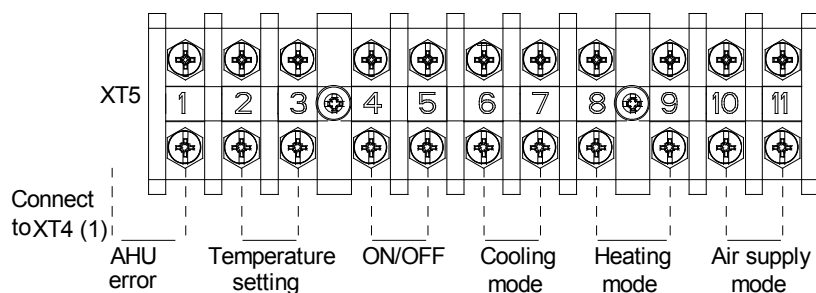 XT5
1 2 3 4 5 6 7 8 9 10 11
Connect
to XT4 (1)
AHU
error
Temperature
setting
ON/OFF
Cooling
mode
Heating
mode
Air supply
mode